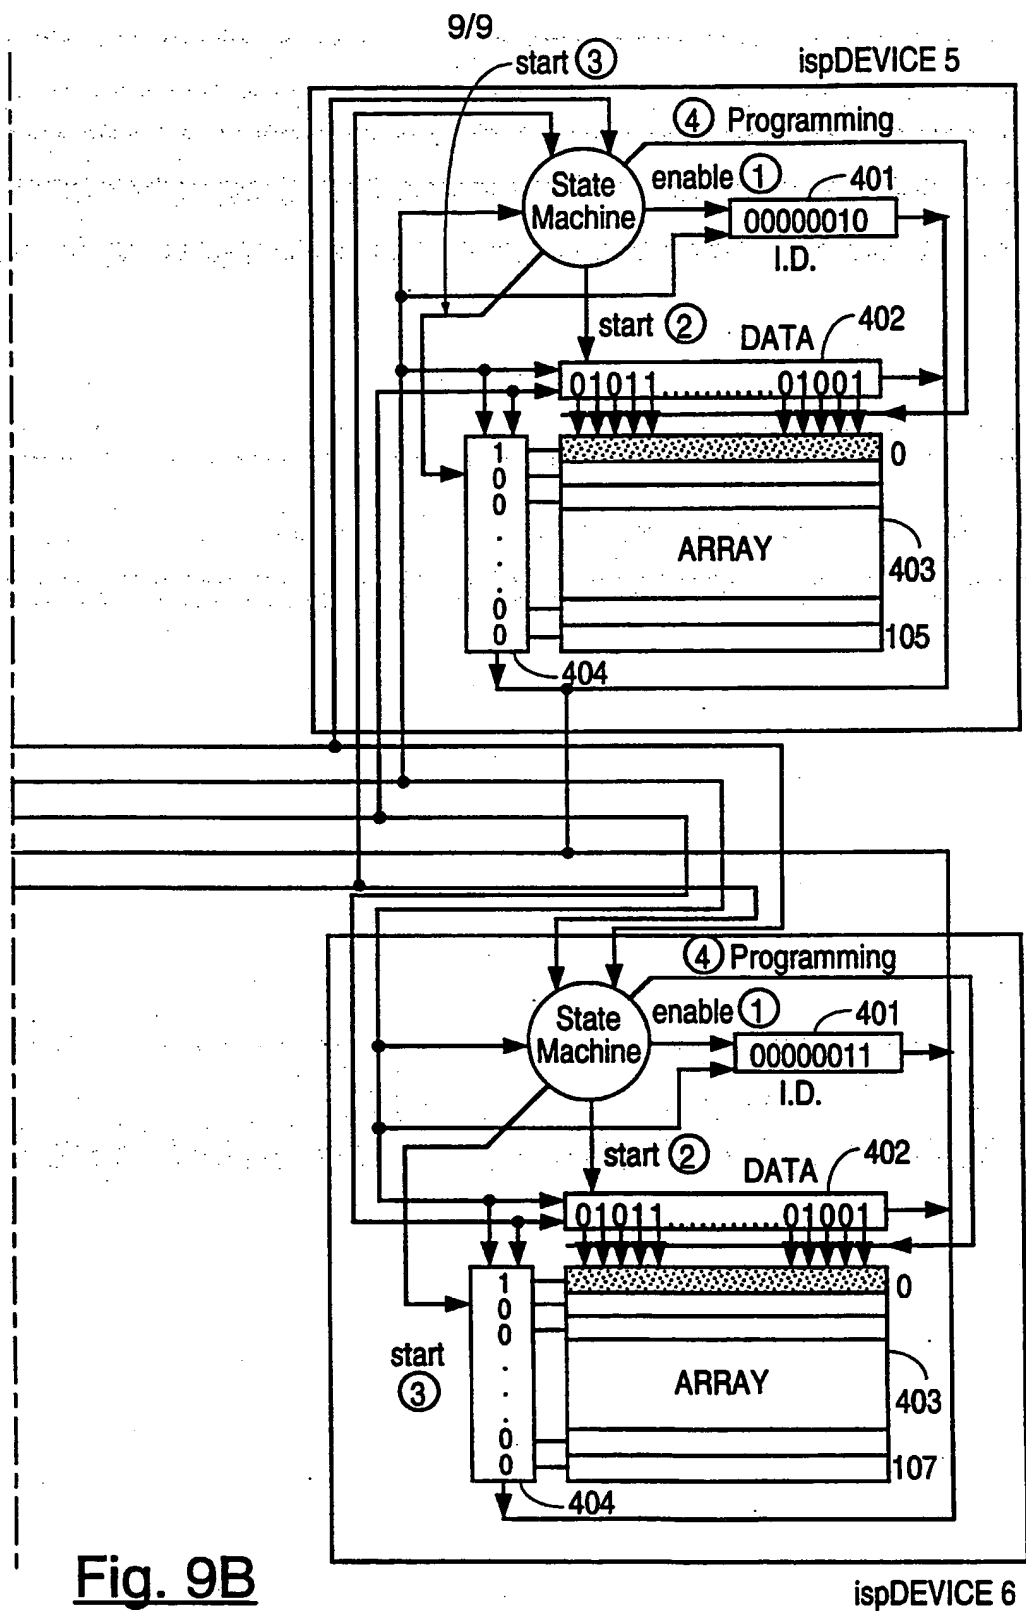 9/9
start ③
ispDEVICE 5
④ Programming
State
Machine
enable ①
401
00000010
I.D.
start ②
DATA
402
01011........01001
1
0
0
.
.
.
0
0
0
ARRAY
403
105
404
④ Programming
State
Machine
enable ①
401
00000011
I.D.
start ②
DATA
402
01011........01001
1
0
0
.
.
.
0
0
0
start
③
ARRAY
403
107
404
Fig. 9B
ispDEVICE 6